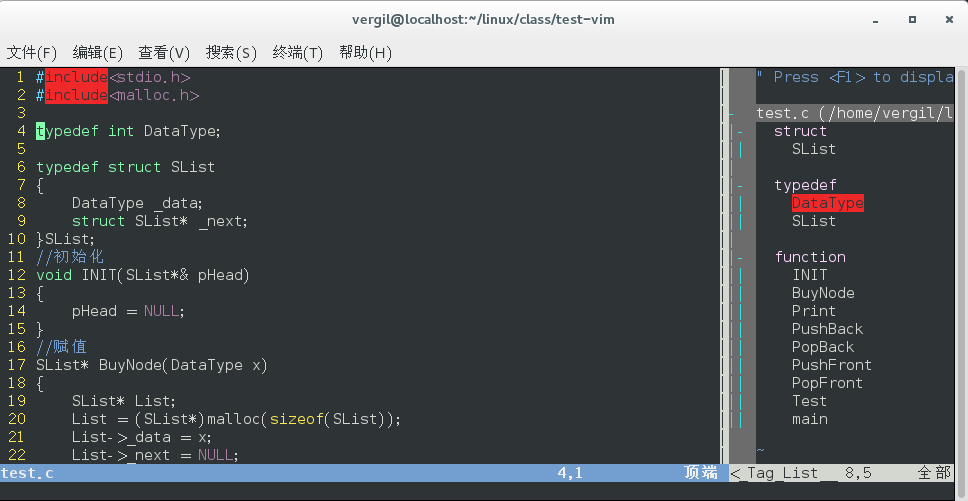 vergil@localhost:~/linux/class/test-vim
文件(F) 编辑(E) 查看(V) 搜索(S) 终端(T) 帮助(H)
1 #include<stdio.h>
2 #include<malloc.h>
3
4 typedef int DataType;
5
6 typedef struct SList
7 {
8     DataType _data;
9     struct SList* _next;
10 }SList;
11 //初始化
12 void INIT(SList*& pHead)
13 {
14     pHead = NULL;
15 }
16 //赋值
17 SList* BuyNode(DataType x)
18 {
19     SList* List;
20     List = (SList*)malloc(sizeof(SList));
21     List->_data = x;
22     List->_next = NULL;
test.c 4,1 顶端
" Press <F1> to displa
test.c (/home/vergil/l
struct
SList
typedef
DataType
SList
function
INIT
BuyNode
Print
PushBack
PopBack
PushFront
PopFront
Test
main
~
<_Tag_List__ 8,5 全部